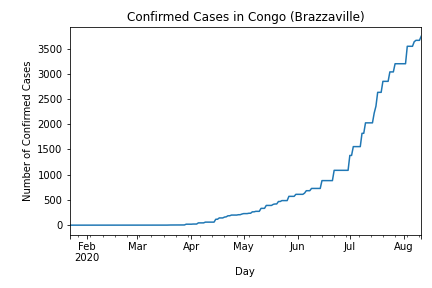 Confirmed Cases in Congo (Brazzaville)
Number of Confirmed Cases
3500
3000
2500
2000
1500
1000
500
0
Feb Mar Apr May Jun Jul Aug
2020
Day